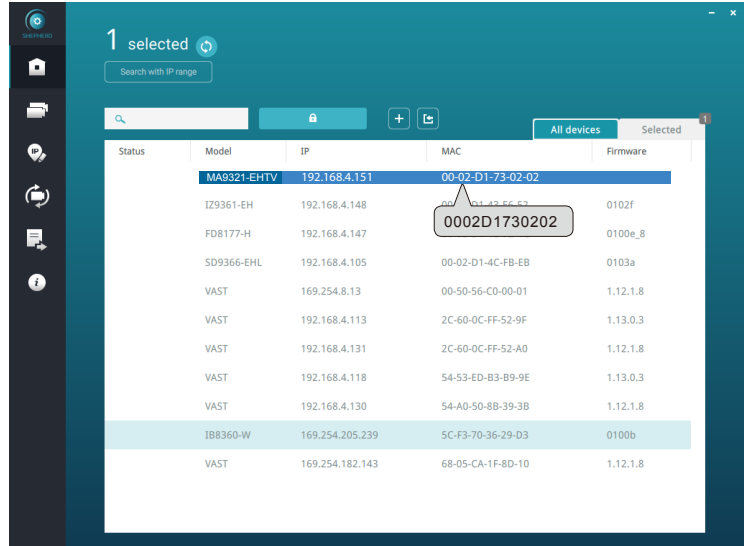 SHEPHERD
1 selected
Search with IP range
1
All devices Selected
Status Model IP MAC Firmware
MA9321-EHTV 192.168.4.151 00-02-D1-73-02-02
IZ9361-EH 192.168.4.148 0102f
0002D1730202
FD8177-H 192.168.4.147 0100e_8
SD9366-EHL 192.168.4.105 00-02-D1-4C-FB-EB 0103a
VAST 169.254.8.13 00-50-56-C0-00-01 1.12.1.8
VAST 192.168.4.113 2C-60-0C-FF-52-9F 1.13.0.3
VAST 192.168.4.131 2C-60-0C-FF-52-A0 1.12.1.8
VAST 192.168.4.118 54-53-ED-B3-B9-9E 1.13.0.3
VAST 192.168.4.130 54-A0-50-8B-39-3B 1.12.1.8
IB8360-W 169.254.205.239 5C-F3-70-36-29-D3 0100b
VAST 169.254.182.143 68-05-CA-1F-8D-10 1.12.1.8
IP